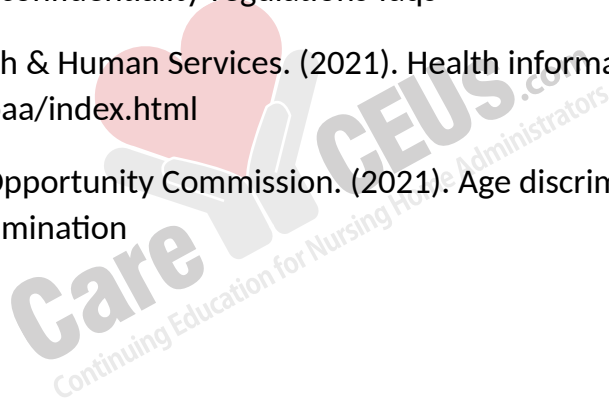 confidentiality-regulations-faqs
h & Human Services. (2021). Health informa
aa/index.html
Opportunity Commission. (2021). Age discrim
mination
Care CEUs.com
Continuing Education for Nursing Home Administrators